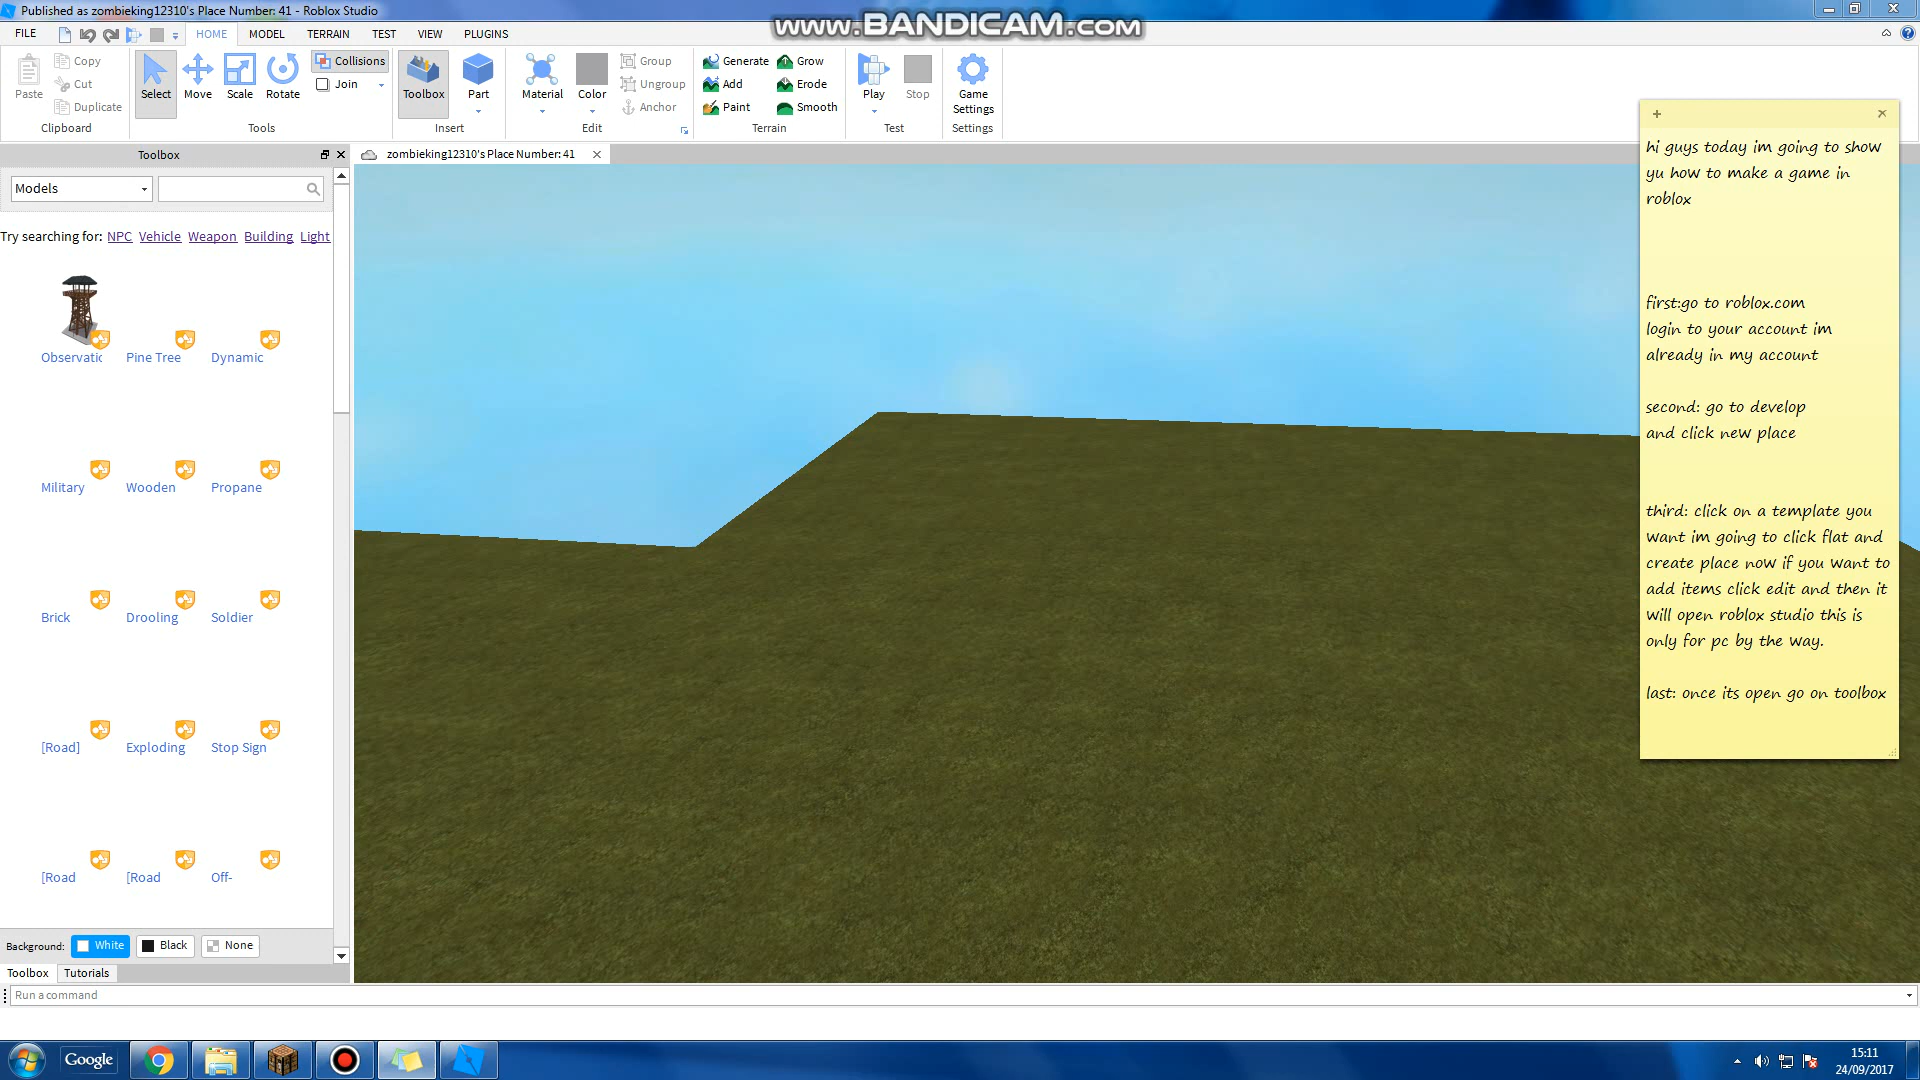 Published as zombieking12310's Place Number: 41 - Roblox Studio
www.BANDICAM.com
FILE HOME MODEL TERRAIN TEST VIEW PLUGINS
Paste
Copy
Cut
Duplicate
Clipboard
Select Move Scale Rotate
Collisions
Join
Tools
Toolbox Part
Insert
Material Color
Group
Ungroup
Anchor
Edit
Generate Grow
Add Erode
Paint Smooth
Terrain
Play Stop
Test
Game
Settings
Settings
Toolbox
zombieking12310's Place Number: 41
Models
Try searching for: NPC Vehicle Weapon Building Light
Observatic Pine Tree Dynamic
Military Wooden Propane
Brick Drooling Soldier
[Road] Exploding Stop Sign
[Road [Road Off-
Background: White Black None
Toolbox Tutorials
Run a command
hi guys today im going to show
yu how to make a game in
roblox
first:go to roblox.com
login to your account im
already in my account
second: go to develop
and click new place
third: click on a template you
want im going to click flat and
create place now if you want to
add items click edit and then it
will open roblox studio this is
only for pc by the way.
last: once its open go on toolbox
Google
15:11
24/09/2017